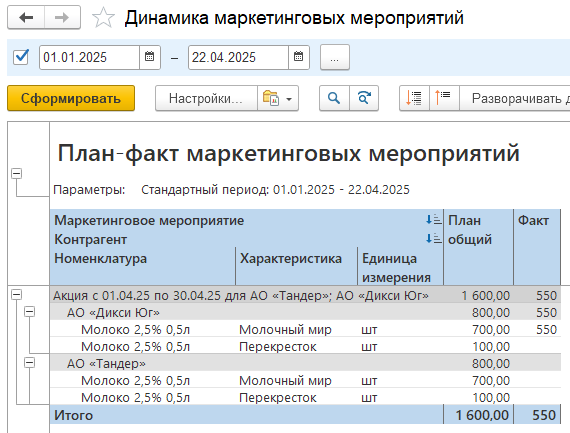 Динамика маркетинговых мероприятий
01.01.2025 – 22.04.2025 ...
Сформировать Настройки... Разворачивать д
План-факт маркетинговых мероприятий
Параметры: Стандартный период: 01.01.2025 - 22.04.2025
Маркетинговое мероприятие План Факт
Контрагент общий
Номенклатура Характеристика Единица
измерения
Акция с 01.04.25 по 30.04.25 для АО «Тандер»; АО «Дикси Юг» 1 600,00 550
АО «Дикси Юг» 800,00 550
Молоко 2,5% 0,5л Молочный мир шт 700,00 550
Молоко 2,5% 0,5л Перекресток шт 100,00
АО «Тандер» 800,00
Молоко 2,5% 0,5л Молочный мир шт 700,00
Молоко 2,5% 0,5л Перекресток шт 100,00
Итого 1 600,00 550